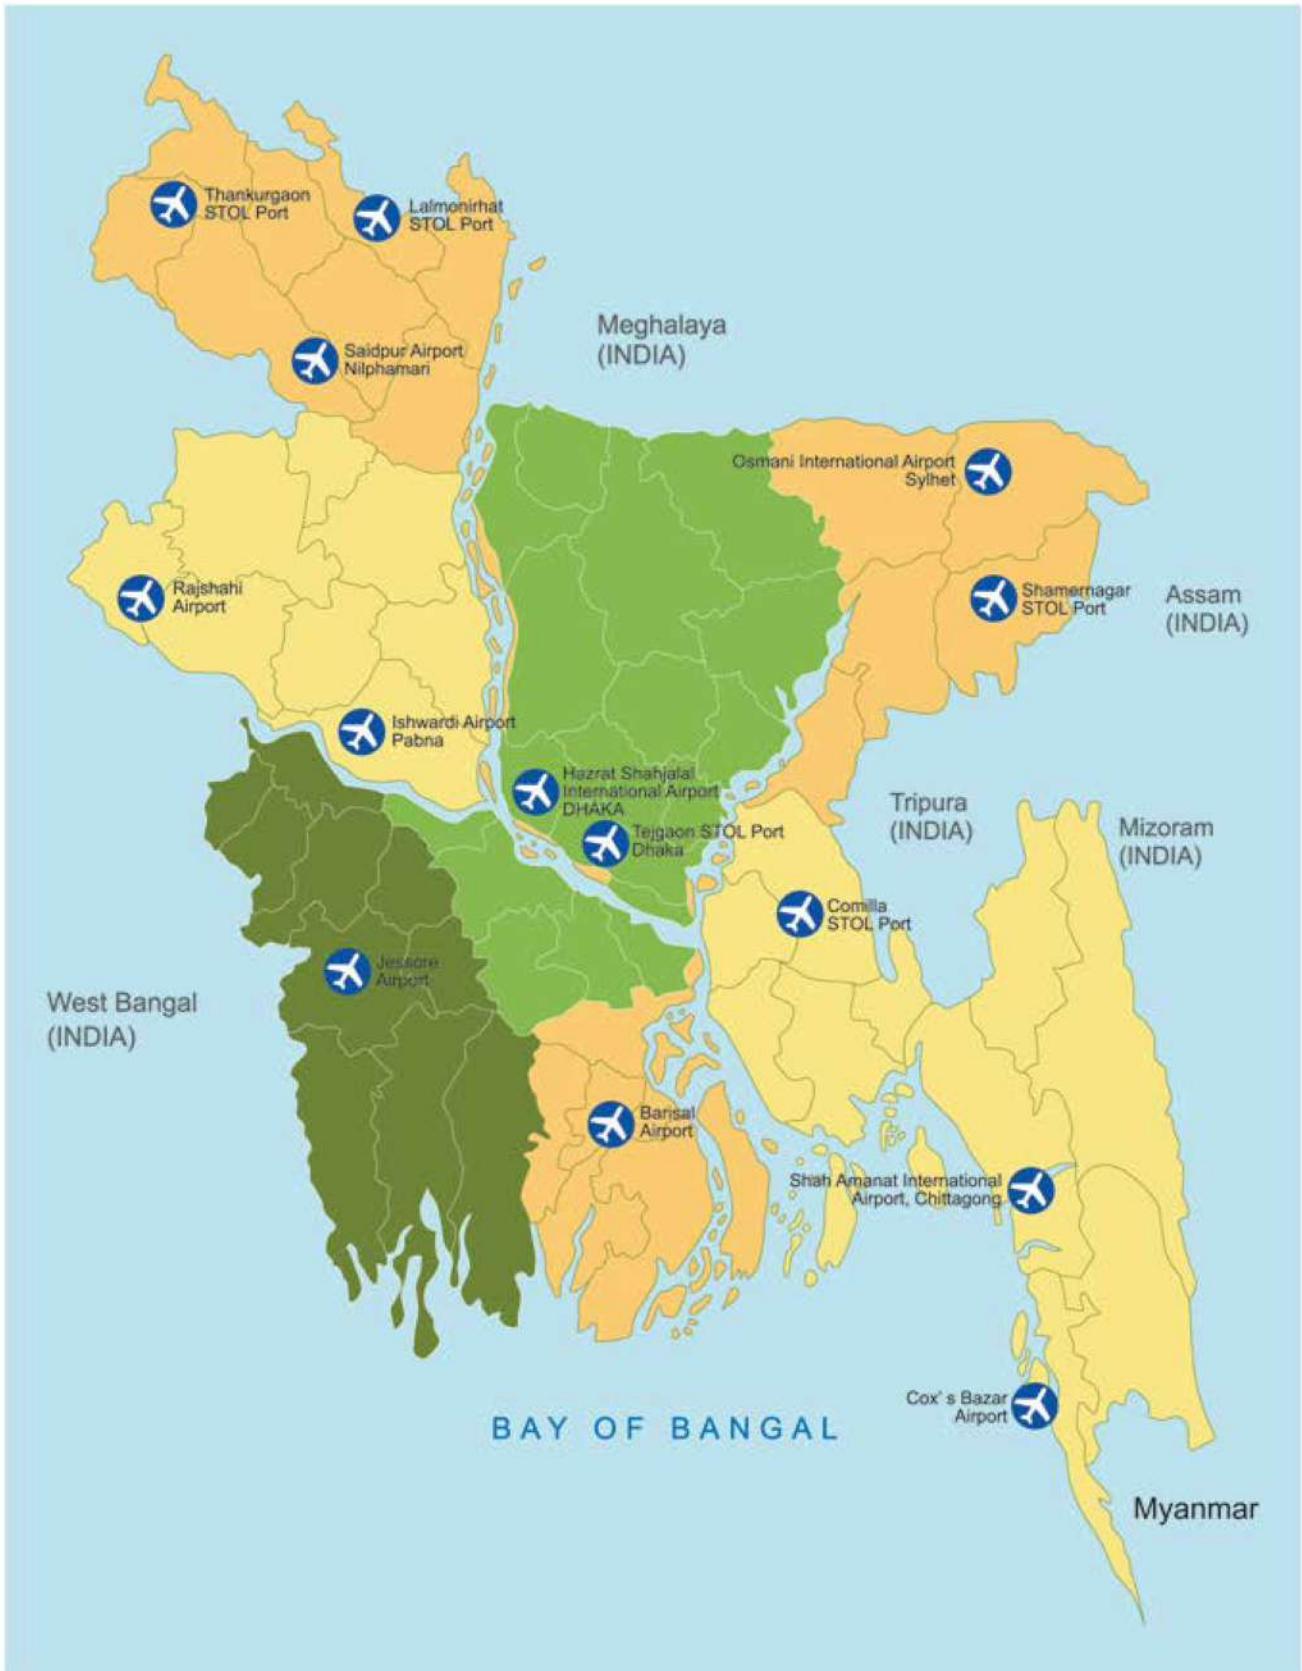 Thankurgaon
STOL Port
Lalmonirhat
STOL Port
Meghalaya
(INDIA)
Saidpur Airport
Nilphamari
Osmani International Airport
Sylhet
Rajshahi
Airport
Shamernagar
STOL Port
Assam
(INDIA)
Ishwardi Airport
Pabna
Hazrat Shahjalal
International Airport
DHAKA
Tejgaon STOL Port
Dhaka
Tripura
(INDIA)
Mizoram
(INDIA)
Comilla
STOL Port
Jessore
Airport
West Bangal
(INDIA)
Barisal
Airport
Shah Amanat International
Airport, Chittagong
Cox' s Bazar
Airport
BAY OF BANGAL
Myanmar